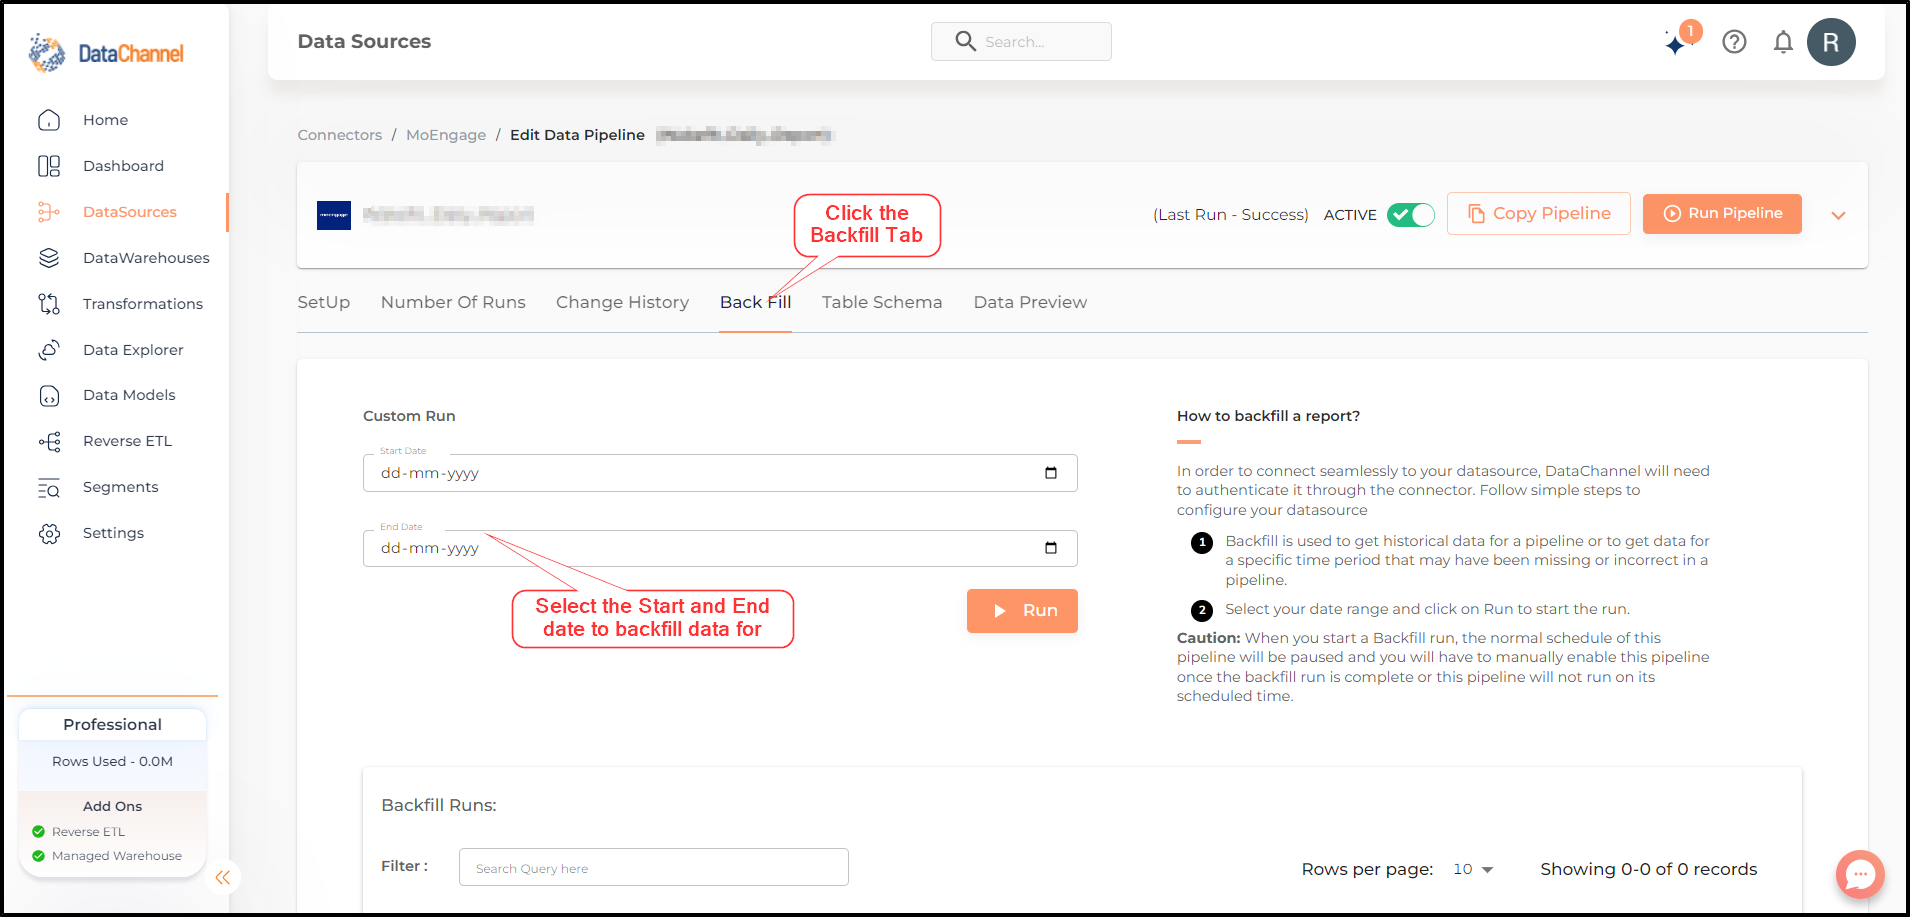 DataChannel
Data Sources
Search...
1
R
Home
Dashboard
DataSources
DataWarehouses
Transformations
Data Explorer
Data Models
Reverse ETL
Segments
Settings
Professional
Rows Used - 0.0M
Add Ons
Reverse ETL
Managed Warehouse
Connectors / MoEngage / Edit Data Pipeline
moengage
Click the
Backfill Tab
(Last Run - Success) ACTIVE Copy Pipeline Run Pipeline
SetUp Number Of Runs Change History Back Fill Table Schema Data Preview
Custom Run
Start Date
dd-mm-yyyy
End Date
dd-mm-yyyy
Select the Start and End
date to backfill data for
Run
How to backfill a report?
In order to connect seamlessly to your datasource, DataChannel will need
to authenticate it through the connector. Follow simple steps to
configure your datasource
1 Backfill is used to get historical data for a pipeline or to get data for
a specific time period that may have been missing or incorrect in a
pipeline.
2 Select your date range and click on Run to start the run.
Caution: When you start a Backfill run, the normal schedule of this
pipeline will be paused and you will have to manually enable this pipeline
once the backfill run is complete or this pipeline will not run on its
scheduled time.
Backfill Runs:
Filter : Search Query here
Rows per page: 10 Showing 0-0 of 0 records